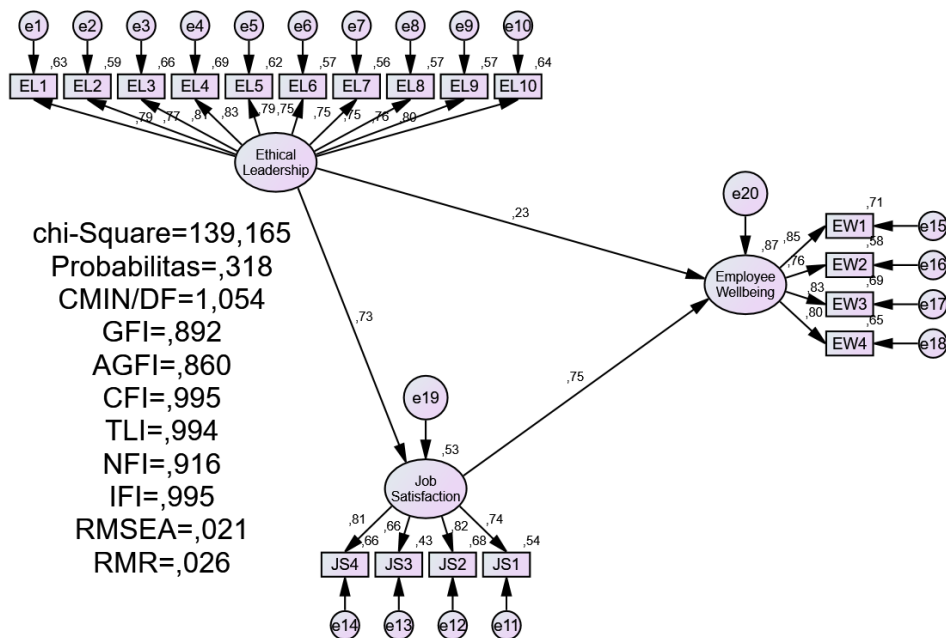 e1 e2 e3 e4 e5 e6 e7 e8 e9 e10
,63 ,59 ,66 ,69 ,62 ,57 ,56 ,57 ,57 ,64
EL1 EL2 EL3 EL4 EL5 EL6 EL7 EL8 EL9 EL10
,79 ,77 ,81 ,83 ,79 ,75 ,75 ,75 ,76 ,80
Ethical
Leadership
e20
,23
,71
EW1
e15
,87
,85
,58
EW2
e16
,76
Employee
Wellbeing
,69
EW3
e17
,83
,80
,65
EW4
e18
chi-Square=139,165
Probabilitas=,318
CMIN/DF=1,054
GFI=,892
AGFI=,860
CFI=,995
TLI=,994
NFI=,916
IFI=,995
RMSEA=,021
RMR=,026
,73
,75
e19
,53
Job
Satisfaction
,81 ,66 ,82 ,74
,66 ,43 ,68 ,54
JS4 JS3 JS2 JS1
e14 e13 e12 e11